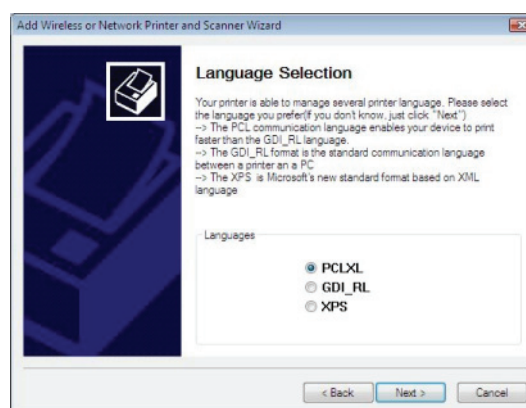 Add Wireless or Network Printer and Scanner Wizard
Language Selection
Your printer is able to manage several printer language. Please select
the language you prefer(if you don't know, just click "Next")
--> The PCL communication language enables your device to print
faster than the GDI_RL language.
--> The GDI_RL format is the standard communication language
between a printer an a PC
--> The XPS is Microsoft's new standard format based on XML
language
Languages
PCLXL
GDI_RL
XPS
< Back Next > Cancel